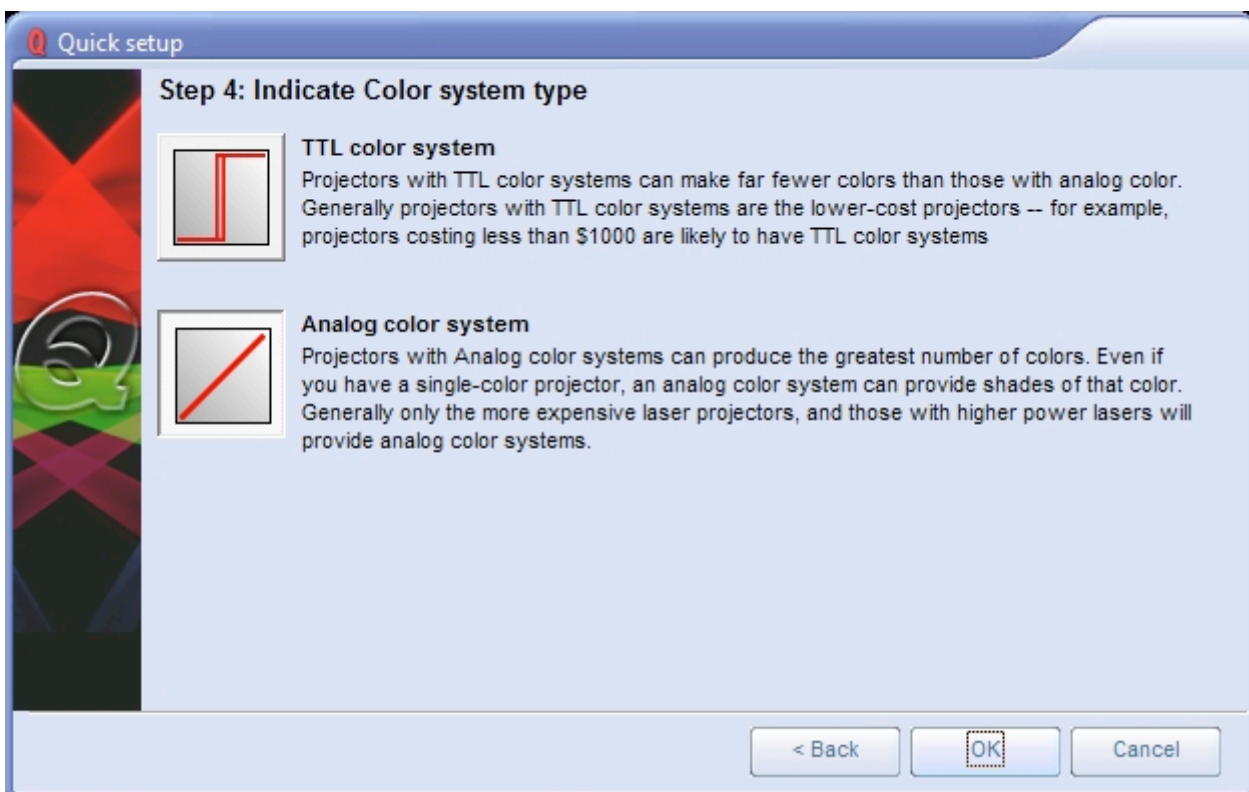 Quick setup
Step 4: Indicate Color system type
TTL color system
Projectors with TTL color systems can make far fewer colors than those with analog color.
Generally projectors with TTL color systems are the lower-cost projectors -- for example,
projectors costing less than $1000 are likely to have TTL color systems
Analog color system
Projectors with Analog color systems can produce the greatest number of colors. Even if
you have a single-color projector, an analog color system can provide shades of that color.
Generally only the more expensive laser projectors, and those with higher power lasers will
provide analog color systems.
Q
< Back
OK
Cancel